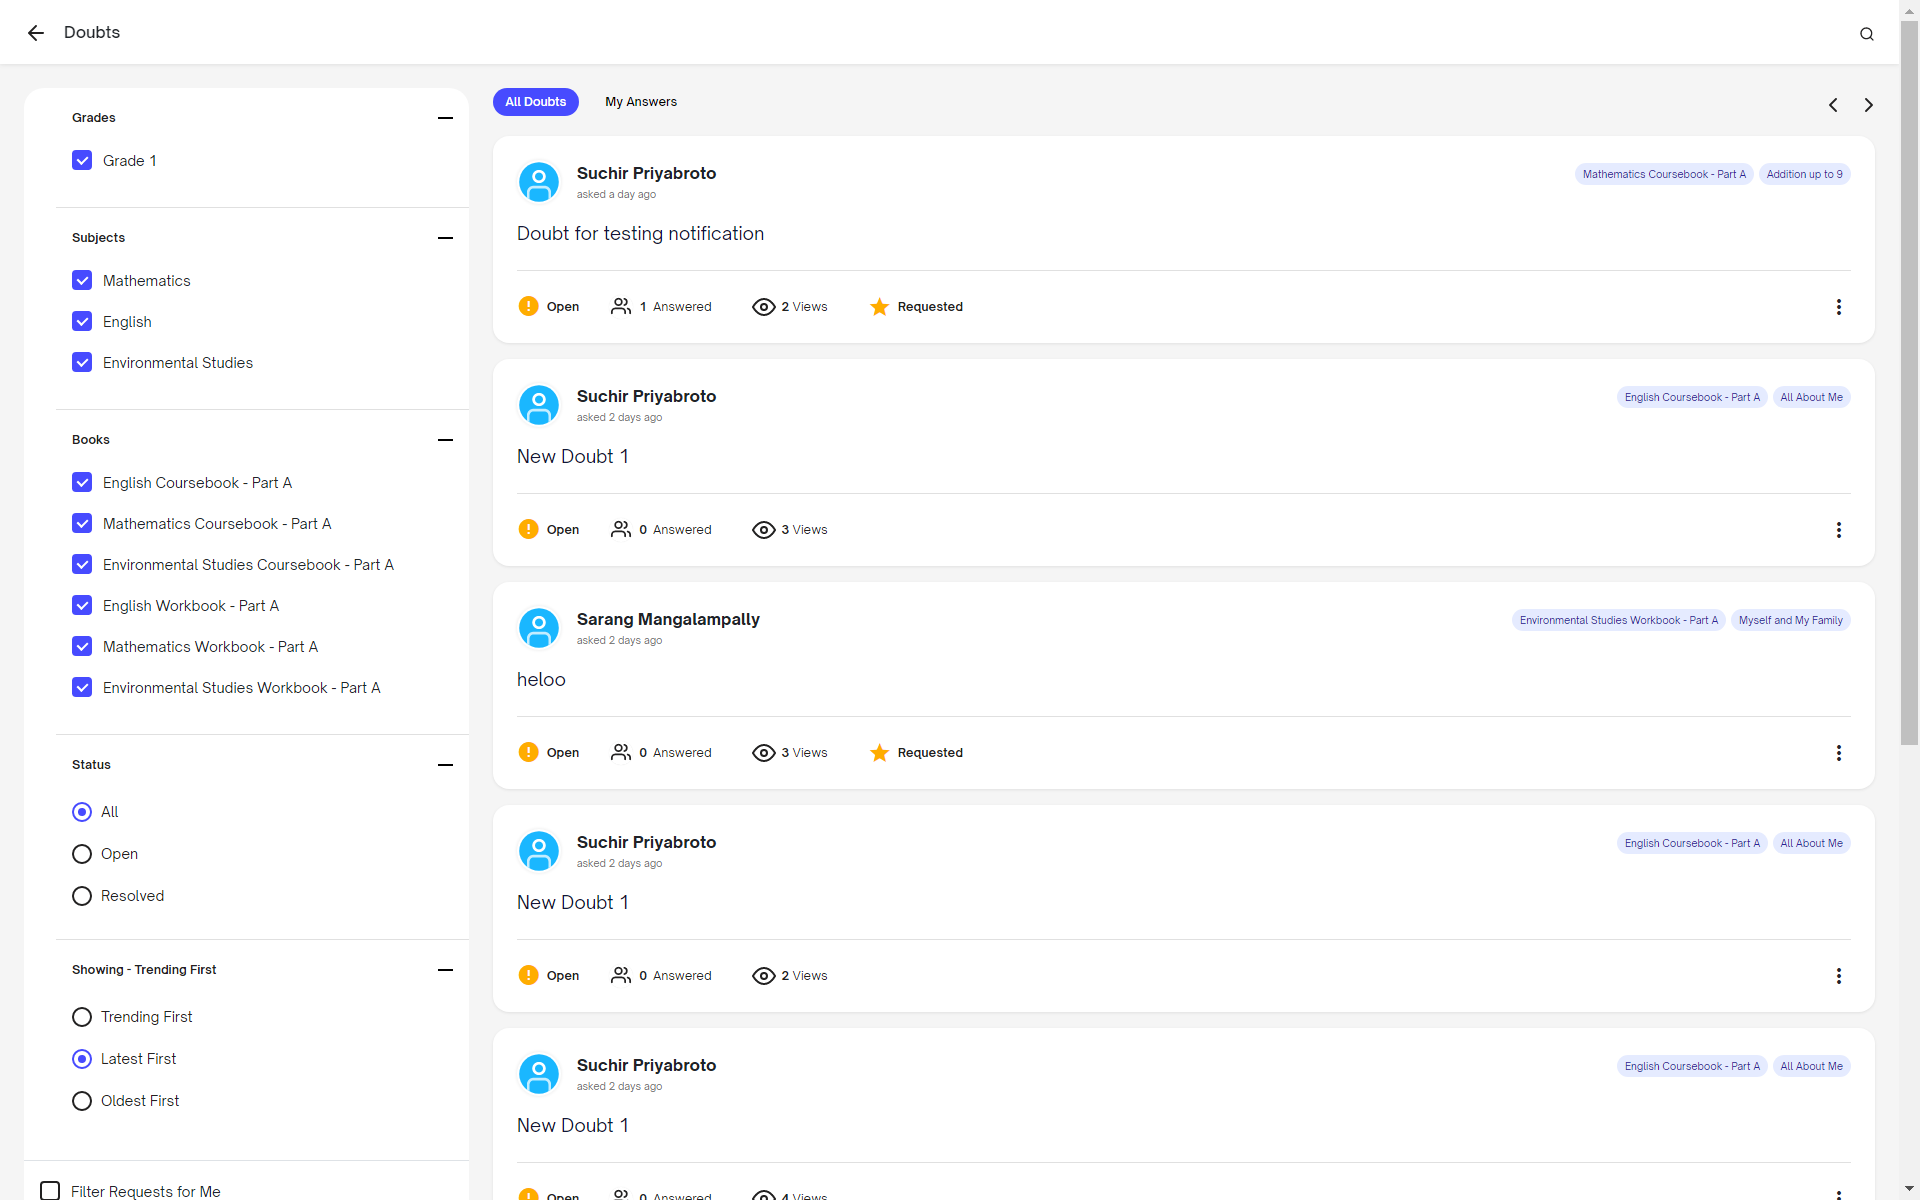 Doubts
Grades
Grade 1
Subjects
Mathematics
English
Environmental Studies
Books
English Coursebook - Part A
Mathematics Coursebook - Part A
Environmental Studies Coursebook - Part A
English Workbook - Part A
Mathematics Workbook - Part A
Environmental Studies Workbook - Part A
Status
All
Open
Resolved
Showing - Trending First
Trending First
Latest First
Oldest First
Filter Requests for Me
All Doubts My Answers
Suchir Priyabroto Mathematics Coursebook - Part A Addition up to 9
asked a day ago
Doubt for testing notification
Open 1 Answered 2 Views Requested
Suchir Priyabroto English Coursebook - Part A All About Me
asked 2 days ago
New Doubt 1
Open 0 Answered 3 Views
Sarang Mangalampally Environmental Studies Workbook - Part A Myself and My Family
asked 2 days ago
heloo
Open 0 Answered 3 Views Requested
Suchir Priyabroto English Coursebook - Part A All About Me
asked 2 days ago
New Doubt 1
Open 0 Answered 2 Views
Suchir Priyabroto English Coursebook - Part A All About Me
asked 2 days ago
New Doubt 1
Open 0 Answered 4 Views